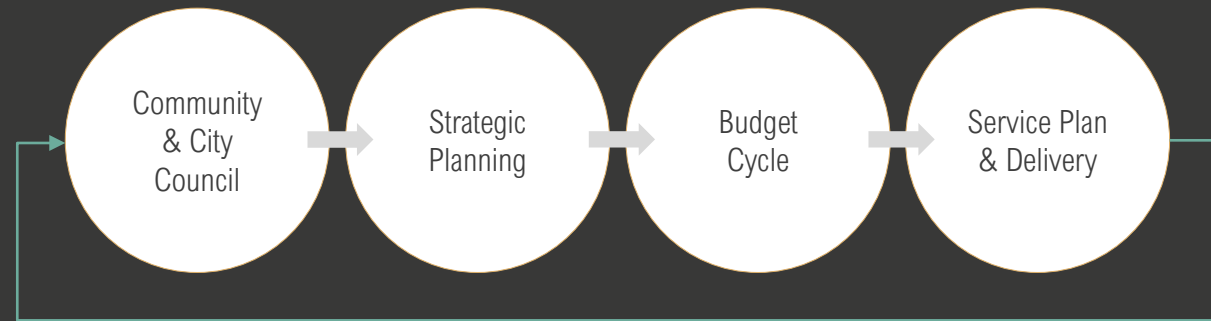 Community
& City
Council
Strategic
Planning
Budget
Cycle
Service Plan
& Delivery